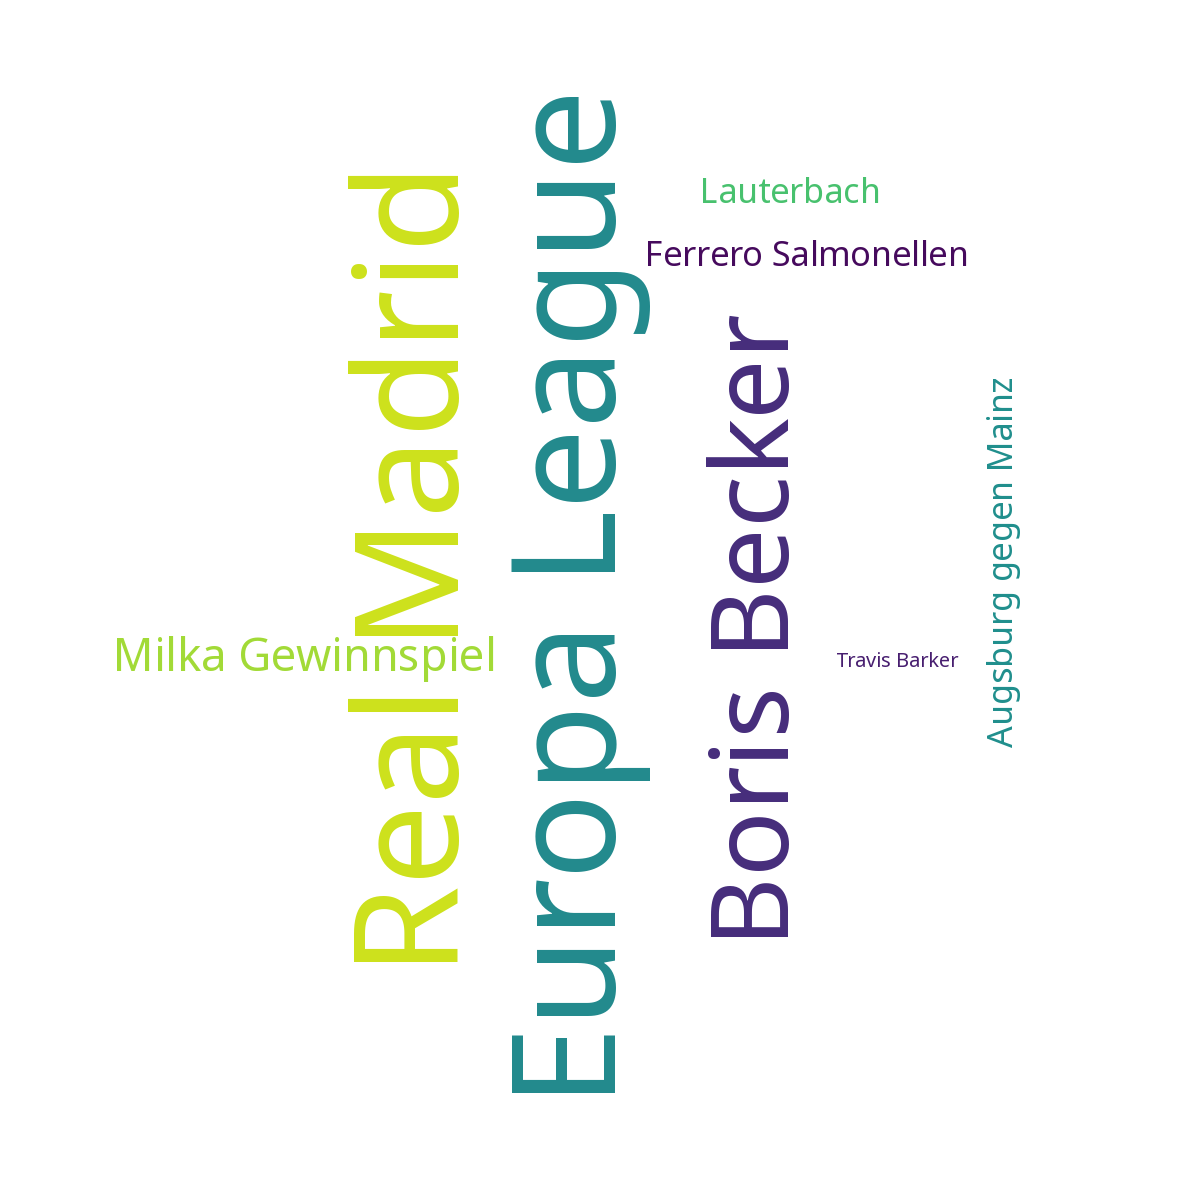 Real Madrid
Europa League
Lauterbach
Ferrero Salmonellen
Boris Becker
Augsburg gegen Mainz
Milka Gewinnspiel
Travis Barker